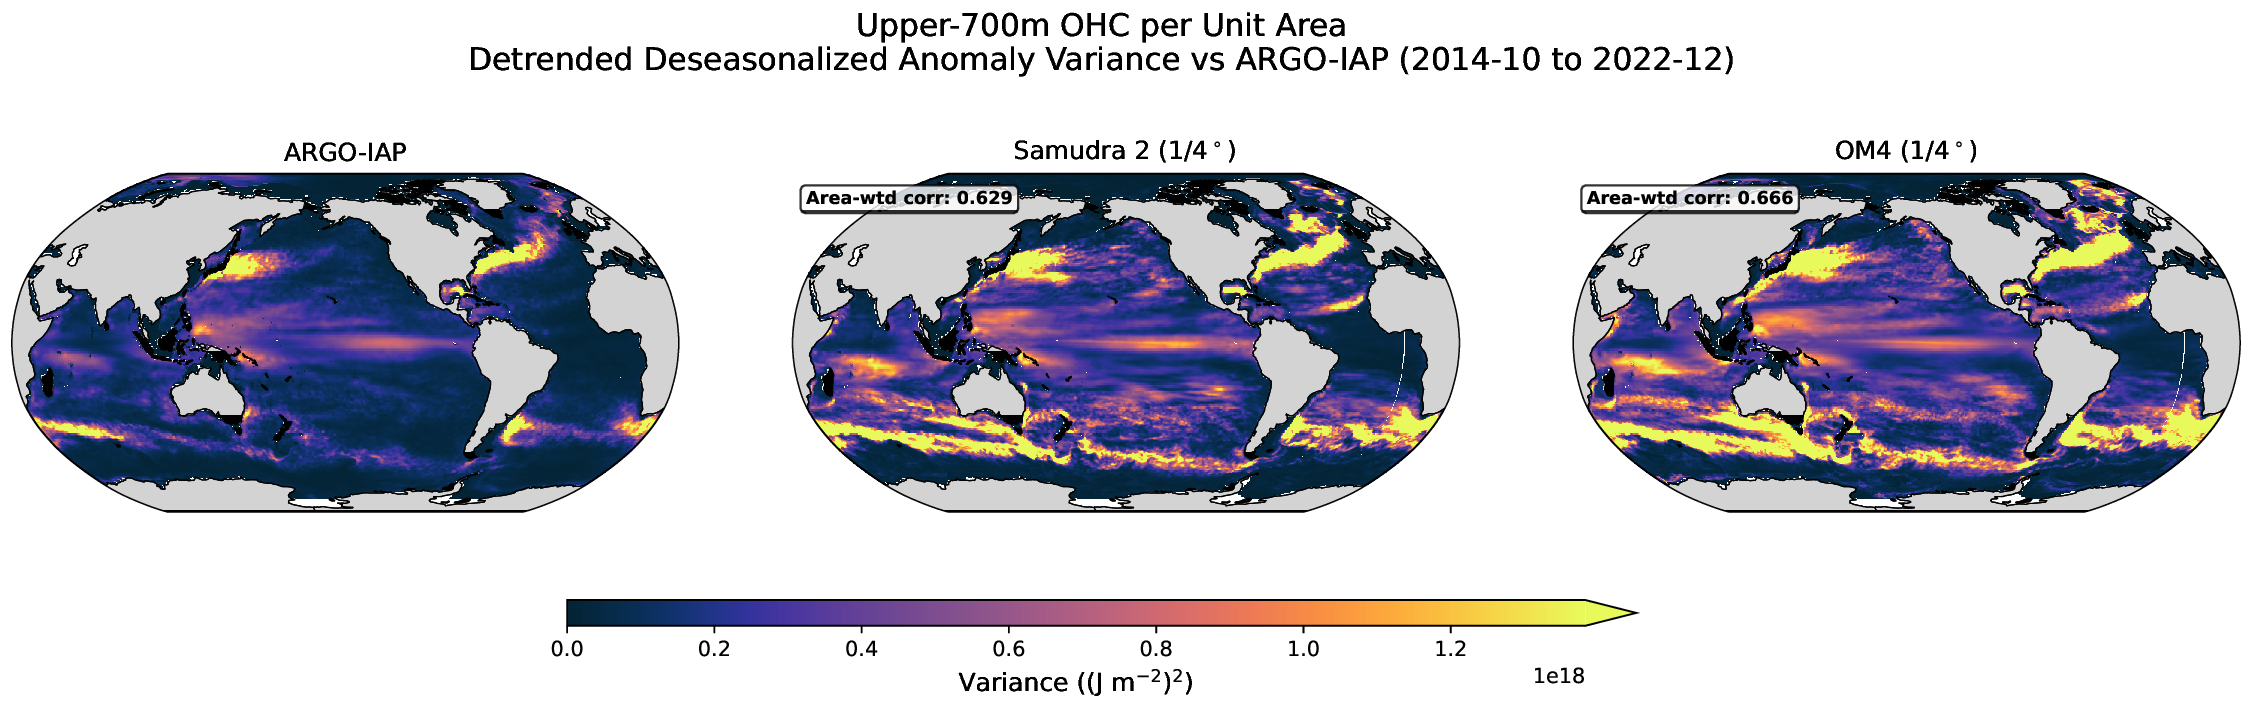 Upper-700m OHC per Unit Area
Detrended Deseasonalized Anomaly Variance vs ARGO-IAP (2014-10 to 2022-12)
ARGO-IAP
Samudra 2 (1/4°)
OM4 (1/4°)
Area-wtd corr: 0.629
Area-wtd corr: 0.666
0.0 0.2 0.4 0.6 0.8 1.0 1.2
1e18
Variance ((J m⁻²)²)